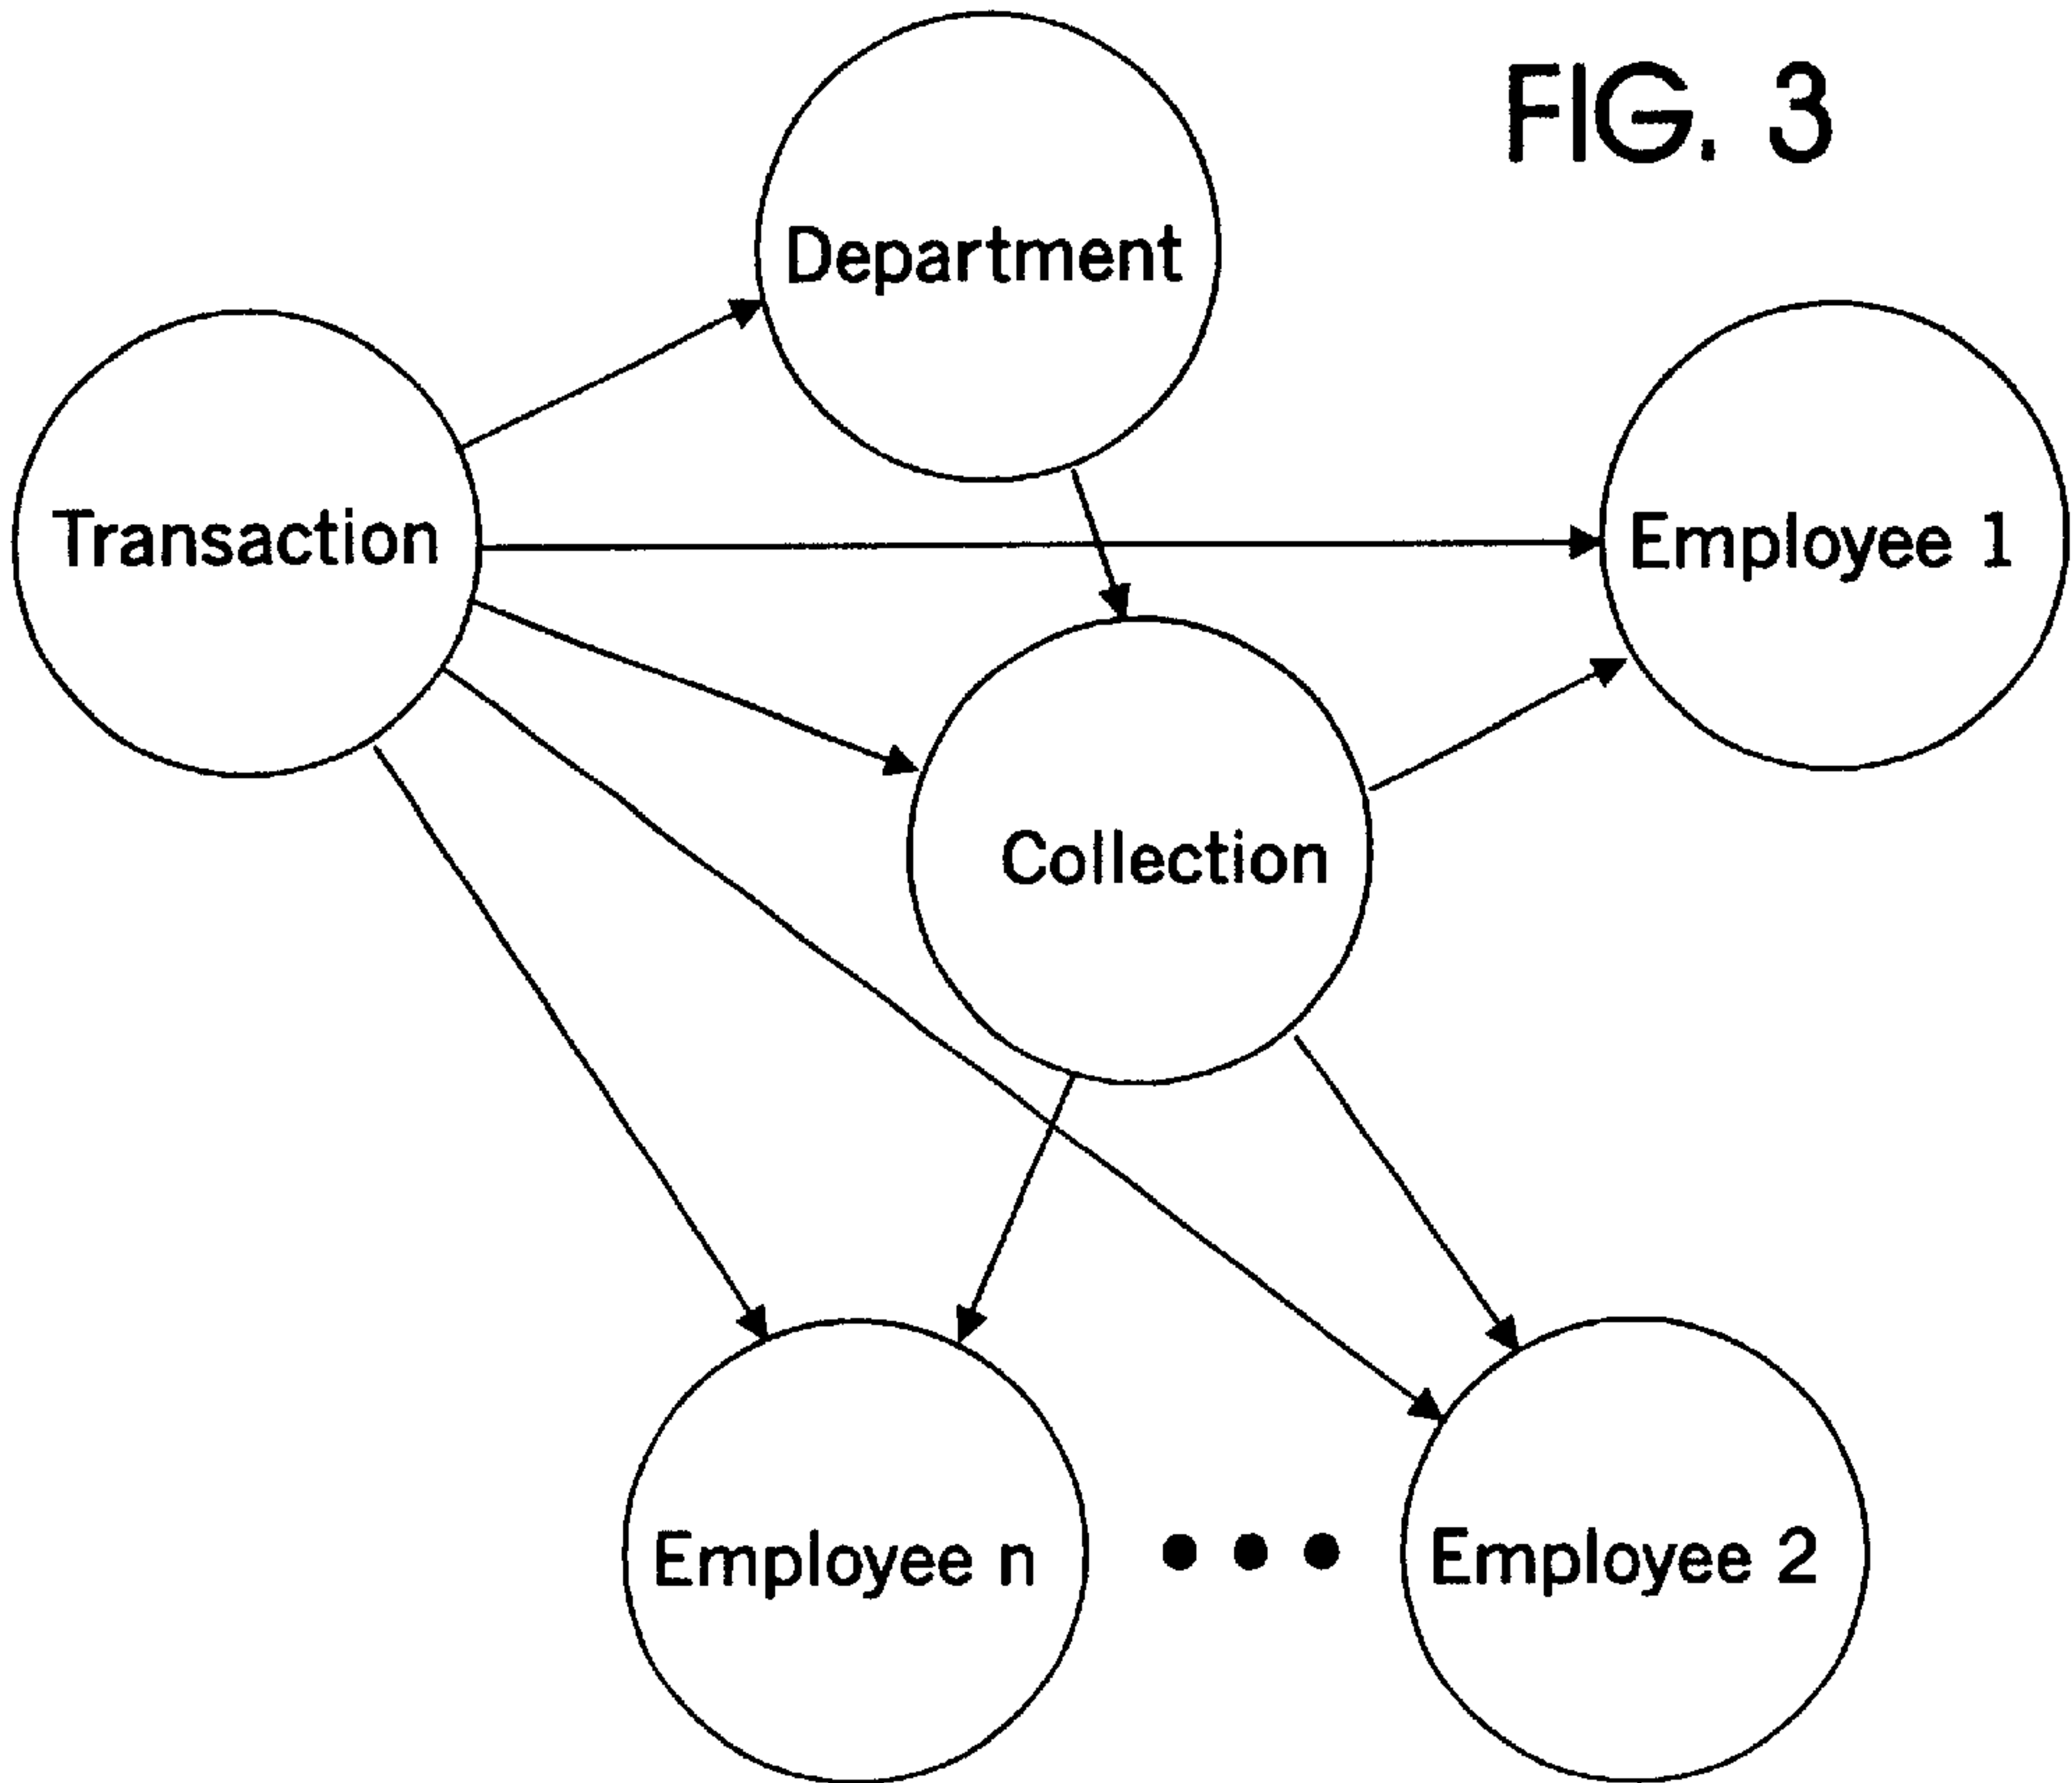 FIG. 3
Department
Transaction
Employee 1
Collection
Employee n
Employee 2